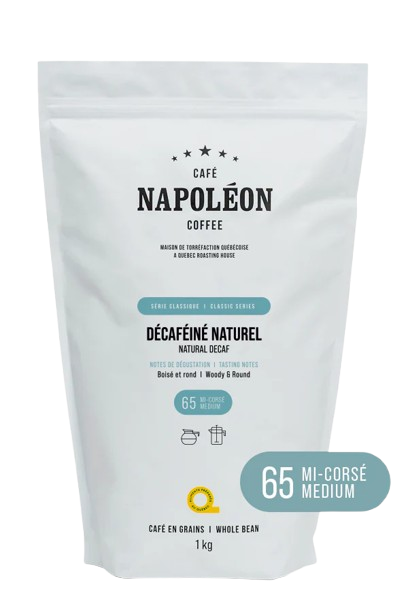 CAFÉ
NAPOLÉON
COFFEE
MAISON DE TORRÉFACTION QUÉBÉCOISE
A QUEBEC ROASTING HOUSE
SÉRIE CLASSIQUE | CLASSIC SERIES
DÉCAFÉINÉ NATUREL
NATURAL DECAF
NOTES DE DÉGUSTATION | TASTING NOTES
Boisé et rond | Woody & Round
65 MI-CORSÉ
MEDIUM
65 MI-CORSÉ
MEDIUM
CAFÉ EN GRAINS | WHOLE BEAN
1 kg